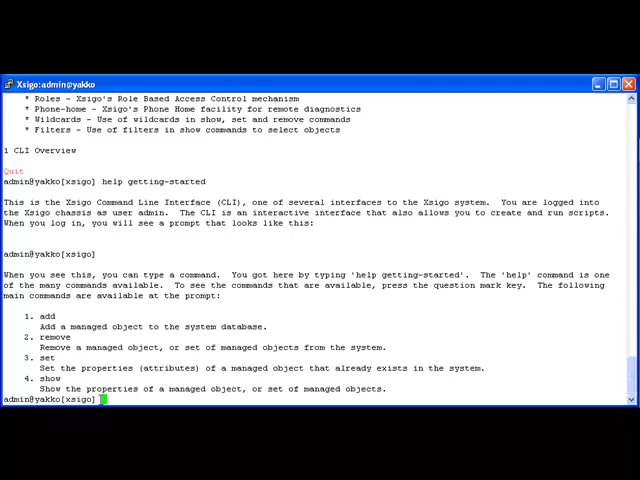 Xsigo:admin@yakko
* Roles - Xsigo's Role Based Access Control mechanism
* Phone-home - Xsigo's Phone Home facility for remote diagnostics
* Wildcards - Use of wildcards in show, set and remove commands
* Filters - Use of filters in show commands to select objects
1 CLI Overview
Quit
admin@yakko[xsigo] help getting-started
This is the Xsigo Command Line Interface (CLI), one of several interfaces to the Xsigo system.  You are logged into
the Xsigo chassis as user admin.  The CLI is an interactive interface that also allows you to create and run scripts.
When you log in, you will see a prompt that looks like this:
admin@yakko[xsigo]
When you see this, you can type a command.  You got here by typing 'help getting-started'.  The 'help' command is one
of the many commands available.  To see the commands that are available, press the question mark key.  The following
main commands are available at the prompt:
1. add
Add a managed object to the system database.
2. remove
Remove a managed object, or set of managed objects from the system.
3. set
Set the properties (attributes) of a managed object that already exists in the system.
4. show
Show the properties of a managed object, or set of managed objects.
admin@yakko[xsigo]